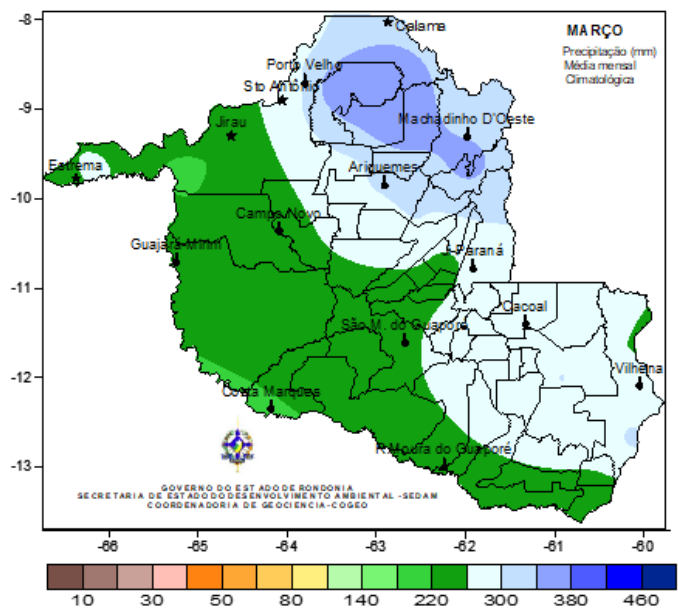 MARÇO
Precipitação (mm)
Média mensal
Climatológica
-8
-9
-10
-11
-12
-13
Calama
Porto Velho
Sto Antônio
Machadinho D'Oeste
Jirau
Estrema
Ariquemes
Campo Novo
Guajará-Mirim
Paraná
Cacoal
São M. do Guaporé
Vilhena
Costa Marques
R.Moura do Guaporé
GOVERNO DO ESTADO DE RONDONIA
SECRETARIA DE ESTADO DO DESENVOLVIMENTO AMBIENTAL -SEDAM
COORDENADORIA DE GEOCIENCIA-COGEO
-66 -65 -64 -63 -62 -61 -60
10 30 50 80 140 220 300 380 460